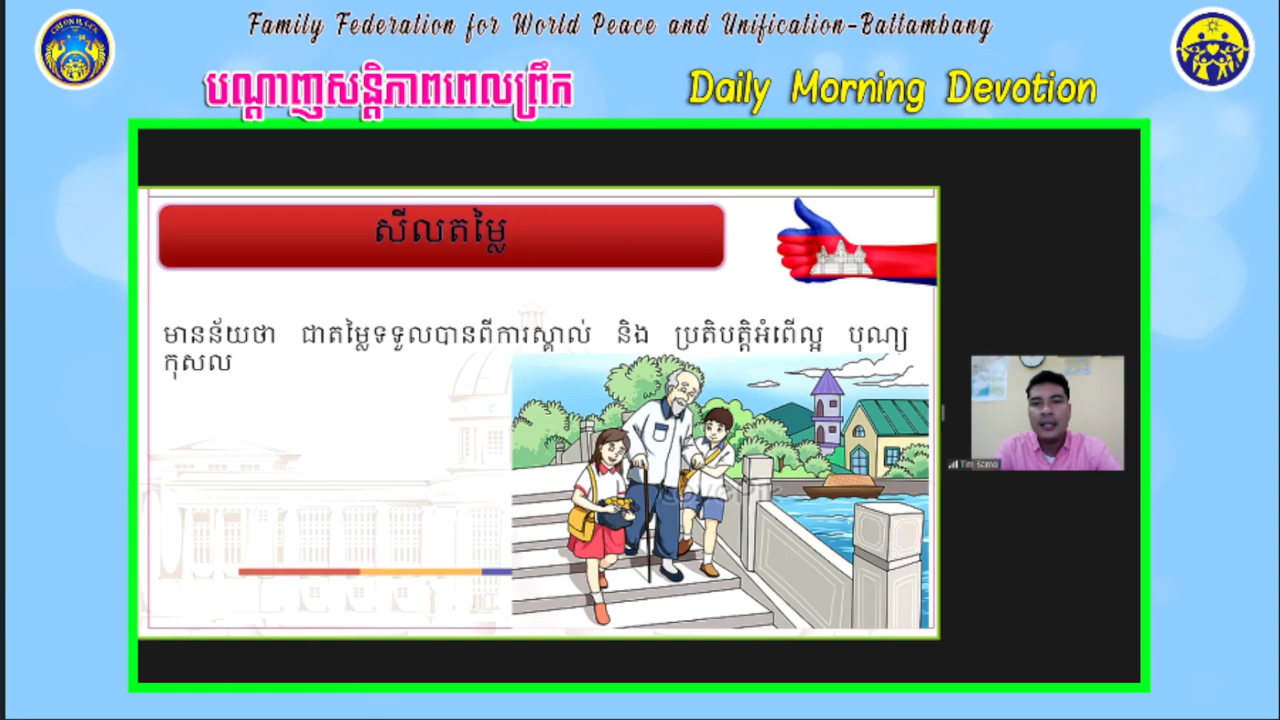 Family Federation for World Peace and Unification-Battambang
បណ្តាញសន្តិភាពពេលព្រឹក
Daily Morning Devotion
សីលតម្លៃ
មានន័យថា ជាតម្លៃទទួលបានពីការស្គាល់ និង ប្រតិបត្តិអំពើល្អ បុណ្យ
កុសល